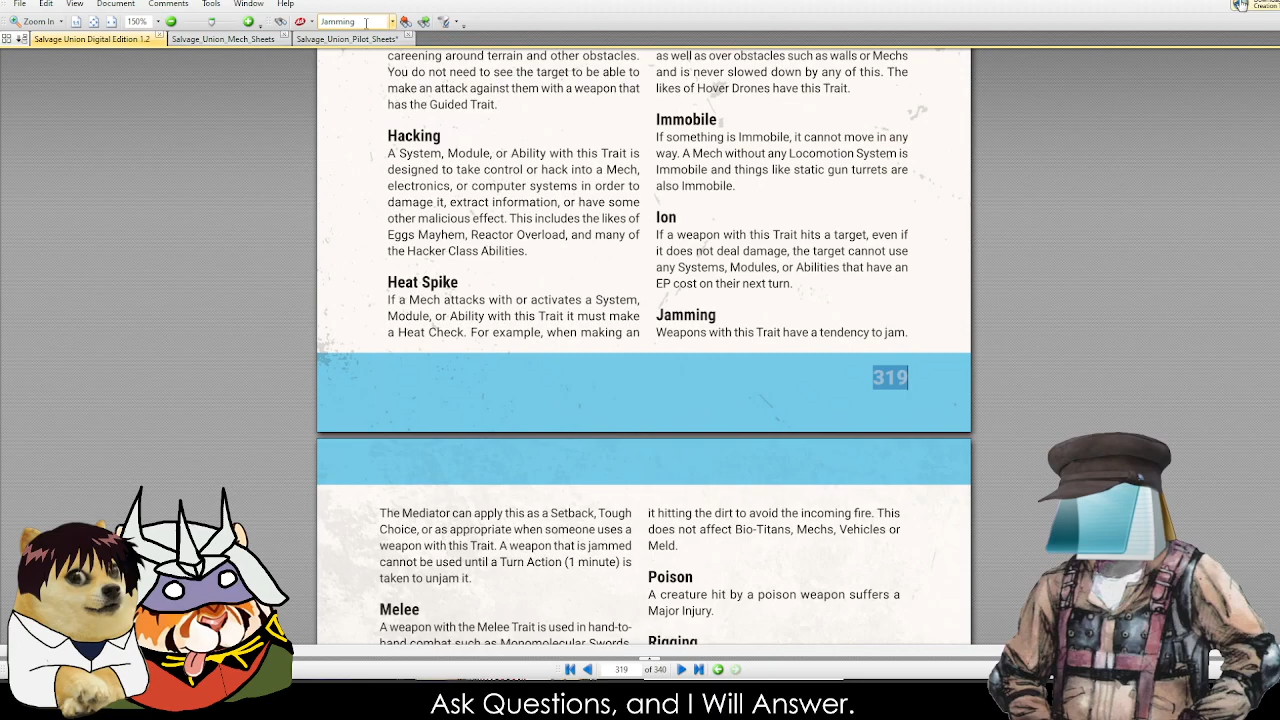 File Edit View Document Comments Tools Window Help
Zoom In 150% Jamming
Creation
Salvage Union Digital Edition 1.2 Salvage_Union_Mech_Sheets Salvage_Union_Pilot_Sheets*
careening around terrain and other obstacles.
You do not need to see the target to be able to
make an attack against them with a weapon that
has the Guided Trait.
Hacking
A System, Module, or Ability with this Trait is
designed to take control or hack into a Mech,
electronics, or computer systems in order to
damage it, extract information, or have some
other malicious effect. This includes the likes of
Eggs Mayhem, Reactor Overload, and many of
the Hacker Class Abilities.
Heat Spike
If a Mech attacks with or activates a System,
Module, or Ability with this Trait it must make
a Heat Check. For example, when making an
as well as over obstacles such as walls or Mechs
and is never slowed down by any of this. The
likes of Hover Drones have this Trait.
Immobile
If something is Immobile, it cannot move in any
way. A Mech without any Locomotion System is
Immobile and things like static gun turrets are
also Immobile.
Ion
If a weapon with this Trait hits a target, even if
it does not deal damage, the target cannot use
any Systems, Modules, or Abilities that have an
EP cost on their next turn.
Jamming
Weapons with this Trait have a tendency to jam.
319
The Mediator can apply this as a Setback, Tough
Choice, or as appropriate when someone uses a
weapon with this Trait. A weapon that is jammed
cannot be used until a Turn Action (1 minute) is
taken to unjam it.
Melee
A weapon with the Melee Trait is used in hand-to-
hand combat such as Monomolecular Swords,
it hitting the dirt to avoid the incoming fire. This
does not affect Bio-Titans, Mechs, Vehicles or
Meld.
Poison
A creature hit by a poison weapon suffers a
Major Injury.
Rigging
319 of 340
Ask Questions, and I Will Answer.